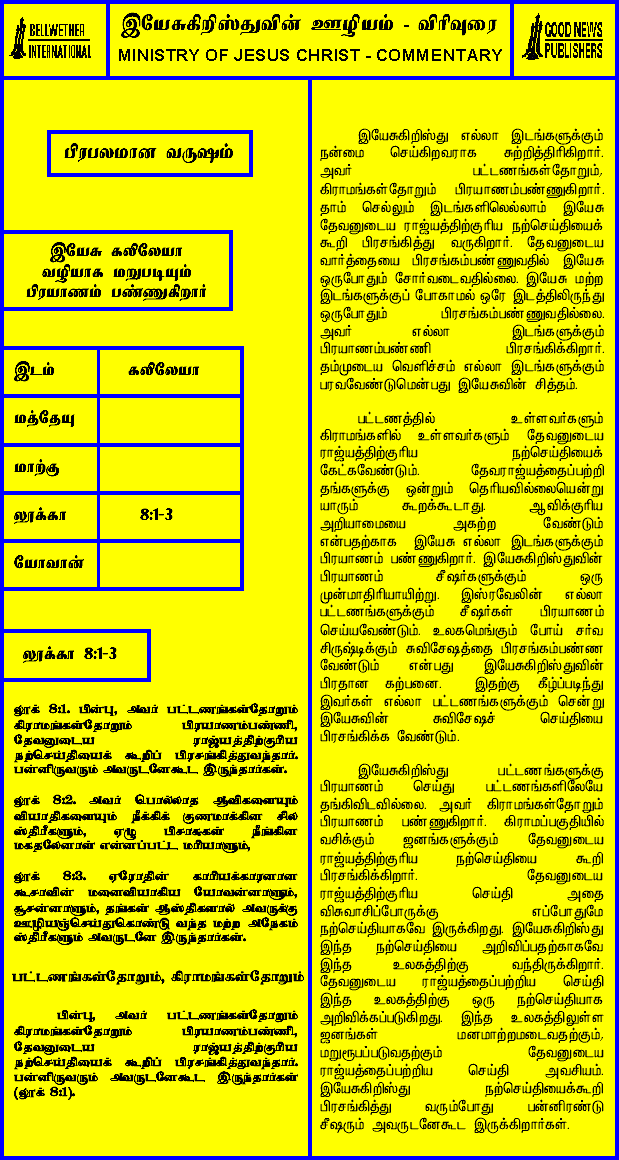 BELLWETHER
INTERNATIONAL
இயேசுகிறிஸ்துவின் ஊழியம் - விரிவுரை
MINISTRY OF JESUS CHRIST - COMMENTARY
GOOD NEWS
PUBLISHERS
பிரபலமான வருஷம்
இயேசு கலிலேயா
வழியாக மறுபடியும்
பிரயாணம் பண்ணுகிறார்
இடம் கலிலேயா
மத்தேயு
மாற்கு
லூக்கா 8:1-3
யோவான்
லூக்கா 8:1-3
லூக் 8:1. பின்பு, அவர் பட்டணங்கள்தோறும்
கிராமங்கள்தோறும் பிரயாணம்பண்ணி,
தேவனுடைய ராஜ்யத்திற்குரிய
நற்செய்தியைக் கூறிப் பிரசங்கித்துவந்தார்.
பன்னிருவரும் அவருடனேகூட இருந்தார்கள்.
லூக் 8:2. அவர் பொல்லாத ஆவிகளையும்
வியாதிகளையும் நீக்கிக் குணமாக்கின சில
ஸ்திரீகளும், ஏழு பிசாசுகள் நீங்கின
மகதலேனாள் என்னப்பட்ட மரியாளும்,
லூக் 8:3. ஏரோதின் காரியக்காரனான
கூசாவின் மனைவியாகிய யோவன்னாளும்,
சூசன்னாளும், தங்கள் ஆஸ்திகளால் அவருக்கு
ஊழியஞ்செய்துகொண்டு வந்த மற்ற அநேகம்
ஸ்திரீகளும் அவருடனே இருந்தார்கள்.
பட்டணங்கள்தோறும், கிராமங்கள்தோறும்
பின்பு, அவர் பட்டணங்கள்தோறும்
கிராமங்கள்தோறும் பிரயாணம்பண்ணி,
தேவனுடைய ராஜ்யத்திற்குரிய
நற்செய்தியைக் கூறிப் பிரசங்கித்துவந்தார்.
பன்னிருவரும் அவருடனேகூட இருந்தார்கள்
(லூக் 8:1).
இயேசுகிறிஸ்து எல்லா இடங்களுக்கும்
நன்மை செய்கிறவராக சுற்றித்திரிகிறார்.
அவர் பட்டணங்கள்தோறும்,
கிராமங்கள்தோறும் பிரயாணம்பண்ணுகிறார்.
தாம் செல்லும் இடங்களிலெல்லாம் இயேசு
தேவனுடைய ராஜ்யத்திற்குரிய நற்செய்தியைக்
கூறி பிரசங்கித்து வருகிறார். தேவனுடைய
வார்த்தையை பிரசங்கம்பண்ணுவதில் இயேசு
ஒருபோதும் சோர்வடைவதில்லை. இயேசு மற்ற
இடங்களுக்குப் போகாமல் ஒரே இடத்திலிருந்து
ஒருபோதும் பிரசங்கம்பண்ணுவதில்லை.
அவர் எல்லா இடங்களுக்கும்
பிரயாணம்பண்ணி பிரசங்கிக்கிறார்.
தம்முடைய வெளிச்சம் எல்லா இடங்களுக்கும்
பரவவேண்டுமென்பது இயேசுவின் சித்தம்.
பட்டணத்தில் உள்ளவர்களும்
கிராமங்களில் உள்ளவர்களும் தேவனுடைய
ராஜ்யத்திற்குரிய நற்செய்தியைக்
கேட்கவேண்டும். தேவராஜ்யத்தைப்பற்றி
தங்களுக்கு ஒன்றும் தெரியவில்லையென்று
யாரும் கூறக்கூடாது. ஆவிக்குரிய
அறியாமையை அகற்ற வேண்டும்
என்பதற்காக இயேசு எல்லா இடங்களுக்கும்
பிரயாணம் பண்ணுகிறார். இயேசுகிறிஸ்துவின்
பிரயாணம் சீஷர்களுக்கும் ஒரு
முன்மாதிரியாயிற்று. இஸ்ரவேலின் எல்லா
பட்டணங்களுக்கும் சீஷர்கள் பிரயாணம்
செய்யவேண்டும். உலகமெங்கும் போய் சர்வ
சிருஷ்டிக்கும் சுவிசேஷத்தை பிரசங்கம்பண்ண
வேண்டும் என்பது இயேசுகிறிஸ்துவின்
பிரதான கற்பனை. இதற்கு கீழ்ப்படிந்து
இவர்கள் எல்லா பட்டணங்களுக்கும் சென்று
இயேசுவின் சுவிசேஷச் செய்தியை
பிரசங்கிக்க வேண்டும்.
இயேசுகிறிஸ்து பட்டணங்களுக்கு
பிரயாணம் செய்து பட்டணங்களிலேயே
தங்கிவிடவில்லை. அவர் கிராமங்கள்தோறும்
பிரயாணம் பண்ணுகிறார். கிராமப்பகுதியில்
வசிக்கும் ஜனங்களுக்கும் தேவனுடைய
ராஜ்யத்திற்குரிய நற்செய்தியை கூறி
பிரசங்கிக்கிறார். தேவனுடைய
ராஜ்யத்திற்குரிய செய்தி அதை
விசுவாசிப்போருக்கு எப்போதுமே
நற்செய்தியாகவே இருக்கிறது. இயேசுகிறிஸ்து
இந்த நற்செய்தியை அறிவிப்பதற்காகவே
இந்த உலகத்திற்கு வந்திருக்கிறார்.
தேவனுடைய ராஜ்யத்தைப்பற்றிய செய்தி
இந்த உலகத்திற்கு ஒரு நற்செய்தியாக
அறிவிக்கப்படுகிறது. இந்த உலகத்திலுள்ள
ஜனங்கள் மனமாற்றமடைவதற்கும்,
மறுரூபப்படுவதற்கும் தேவனுடைய
ராஜ்யத்தைப்பற்றிய செய்தி அவசியம்.
இயேசுகிறிஸ்து நற்செய்தியைக்கூறி
பிரசங்கித்து வரும்போது பன்னிரண்டு
சீஷரும் அவருடனேகூட இருக்கிறார்கள்.